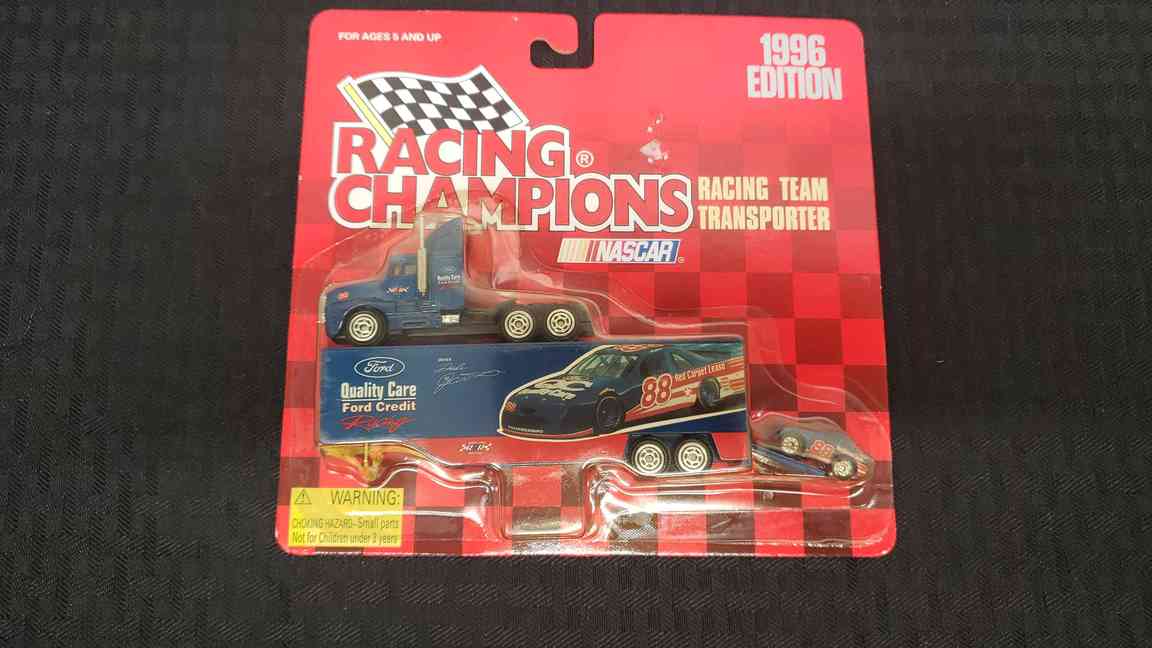 FOR AGES 5 AND UP
1996
EDITION
RACING ®
CHAMPIONS
RACING TEAM
TRANSPORTER
NASCAR
Ford
Quality Care
Ford Credit
Racing
88
Red Carpet Lease
88
WARNING:
CHOKING HAZARD-Small parts
Not for Children under 3 years